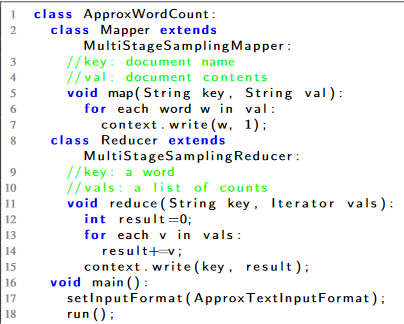 1 class ApproxWordCount:
2 class Mapper extends
MultiStageSamplingMapper:
3 //key: document name
4 //val: document contents
5 void map(String key, String val):
6 for each word w in val:
7 context.write(w, 1);
8 class Reducer extends
MultiStageSamplingReducer:
9 //key: a word
10 //vals: a list of counts
11 void reduce(String key, Iterator vals):
12 int result=0;
13 for each v in vals:
14 result+=v;
15 context.write(key, result);
16 void main():
17 setInputFormat(ApproxTextInputFormat);
18 run();